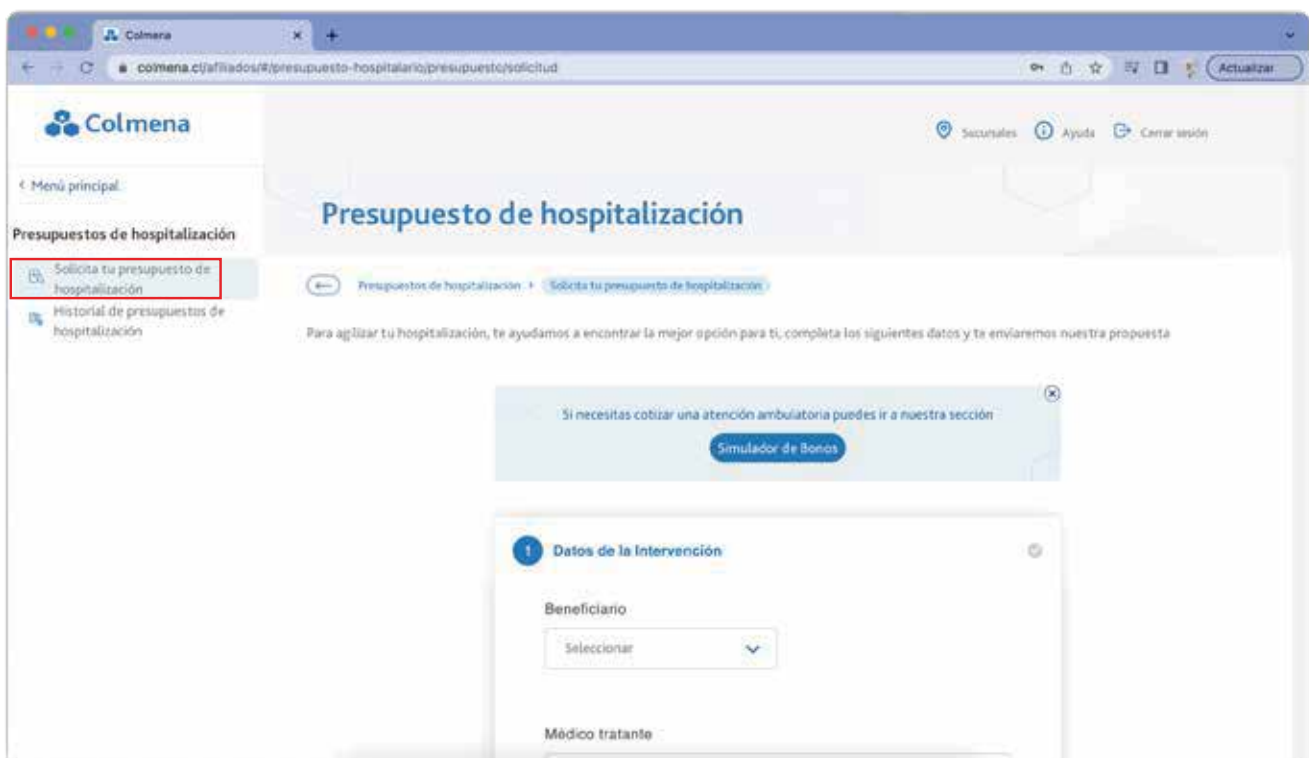 Colmena
colmena.cl/afiliados/#/presupuesto-hospitalario/presupuesto/solicitud
Actualizar
Colmena
Sucursales
Ayuda
Cerrar sesión
Menú principal
Presupuesto de hospitalización
Presupuestos de hospitalización
Solicita tu presupuesto de
hospitalización
Historial de presupuestos de
hospitalización
Presupuestos de hospitalización
Solicita tu presupuesto de hospitalización
Para agilizar tu hospitalización, te ayudamos a encontrar la mejor opción para ti, completa los siguientes datos y te enviaremos nuestra propuesta
Si necesitas cotizar una atención ambulatoria puedes ir a nuestra sección
Simulador de Bonos
1 Datos de la Intervención
Beneficiario
Seleccionar
Médico tratante